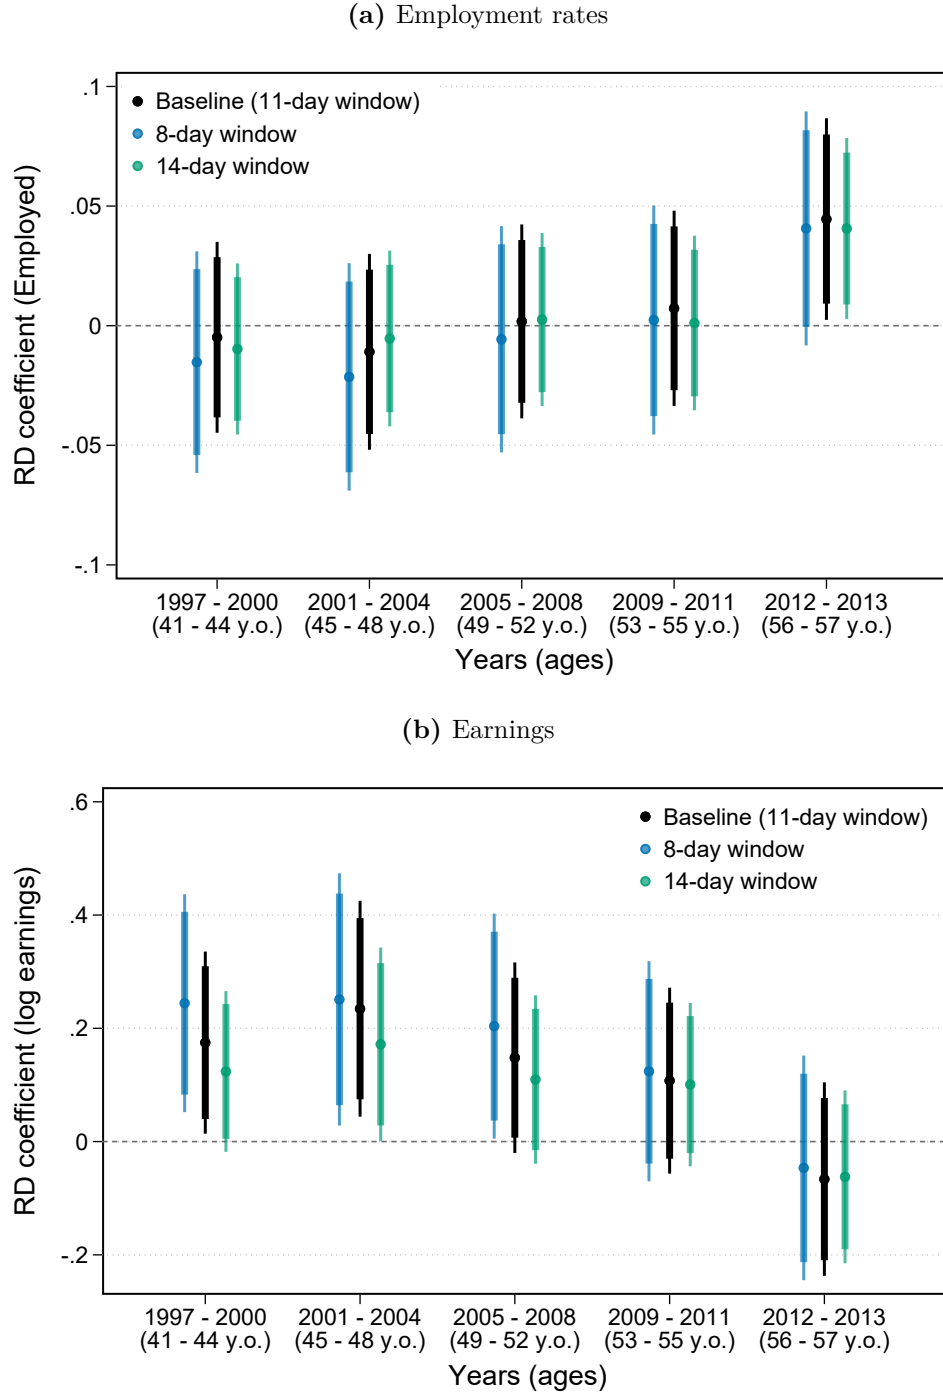 (a) Employment rates
.1
.05
0
-.05
-.1
RD coefficient (Employed)
Baseline (11-day window)
8-day window
14-day window
1997 - 2000
(41 - 44 y.o.)
2001 - 2004
(45 - 48 y.o.)
2005 - 2008
(49 - 52 y.o.)
2009 - 2011
(53 - 55 y.o.)
2012 - 2013
(56 - 57 y.o.)
Years (ages)
(b) Earnings
.6
.4
.2
0
-.2
RD coefficient (log earnings)
Baseline (11-day window)
8-day window
14-day window
1997 - 2000
(41 - 44 y.o.)
2001 - 2004
(45 - 48 y.o.)
2005 - 2008
(49 - 52 y.o.)
2009 - 2011
(53 - 55 y.o.)
2012 - 2013
(56 - 57 y.o.)
Years (ages)